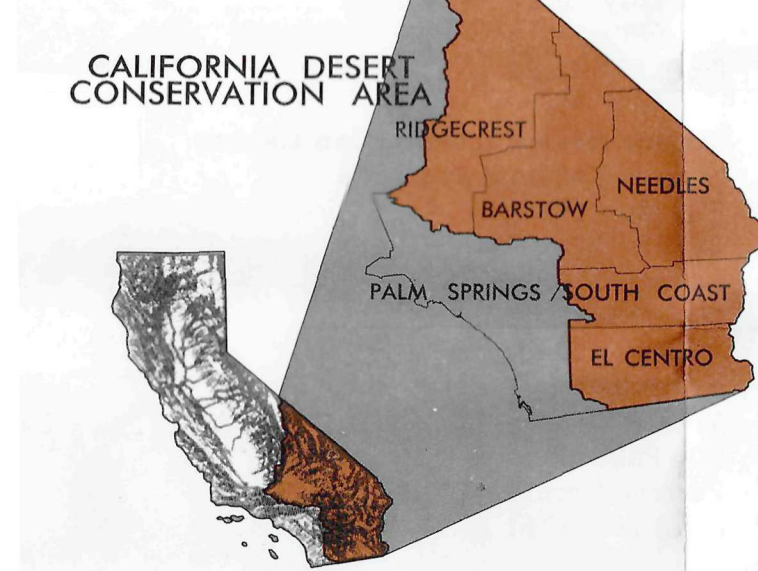 CALIFORNIA DESERT
CONSERVATION AREA
RIDGECREST
NEEDLES
BARSTOW
PALM SPRINGS / SOUTH COAST
EL CENTRO